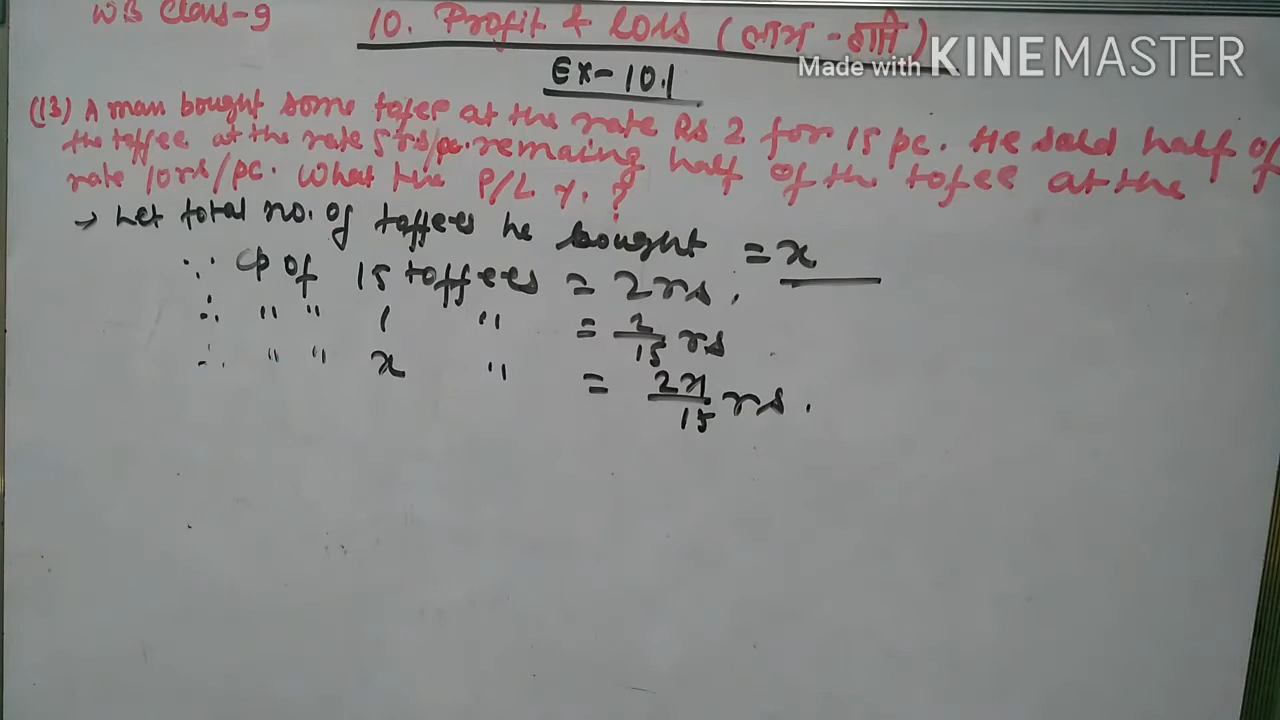 WB Class-9
10. Profit & Loss (लाभ - हानि)
Made with KINEMASTER
Ex-10.1
(13) A man bought some tofee at the rate Rs 2 for 15 pc. He sold half of
the toffee at the rate 5 rs/pc. remaing half of the tofee at the
rate 10rs/pc. What the P/L %. ?
→ Let total no. of toffees he bought = x
∵ CP of 15 toffees = 2rs.
∴ " " 1 " = 2/15 rs
∴ " " x " = 2x/15 rs.